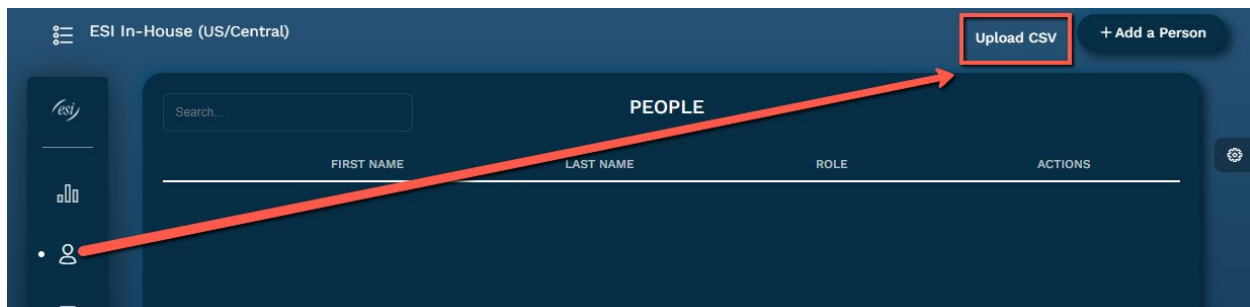 ESI In-House (US/Central)
Upload CSV
+ Add a Person
esi
Search...
PEOPLE
FIRST NAME
LAST NAME
ROLE
ACTIONS